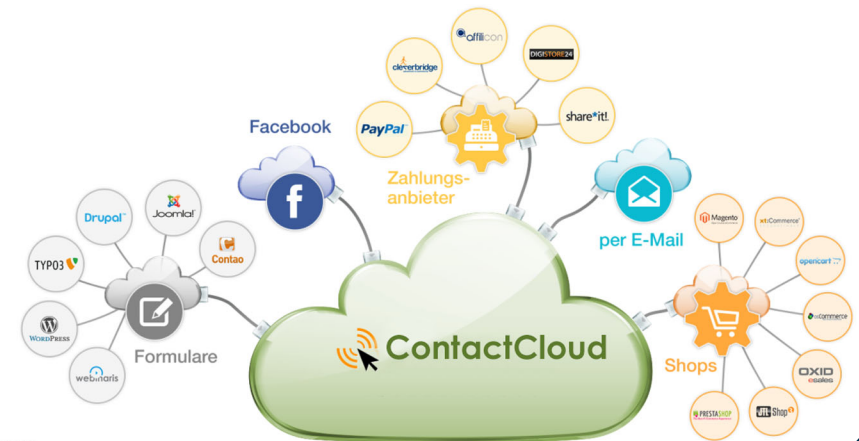 affilicon
cleverbridge
DIGISTORE24
PayPal
share*it!
Facebook
Zahlungs-
anbieter
per E-Mail
Drupal
Joomla!
TYPO3
Contao
WORDPRESS
webinaris
Formulare
ContactCloud
Magento
xt:Commerce
opencart
Shops
OXID
esales
PRESTASHOP
JTL Shop